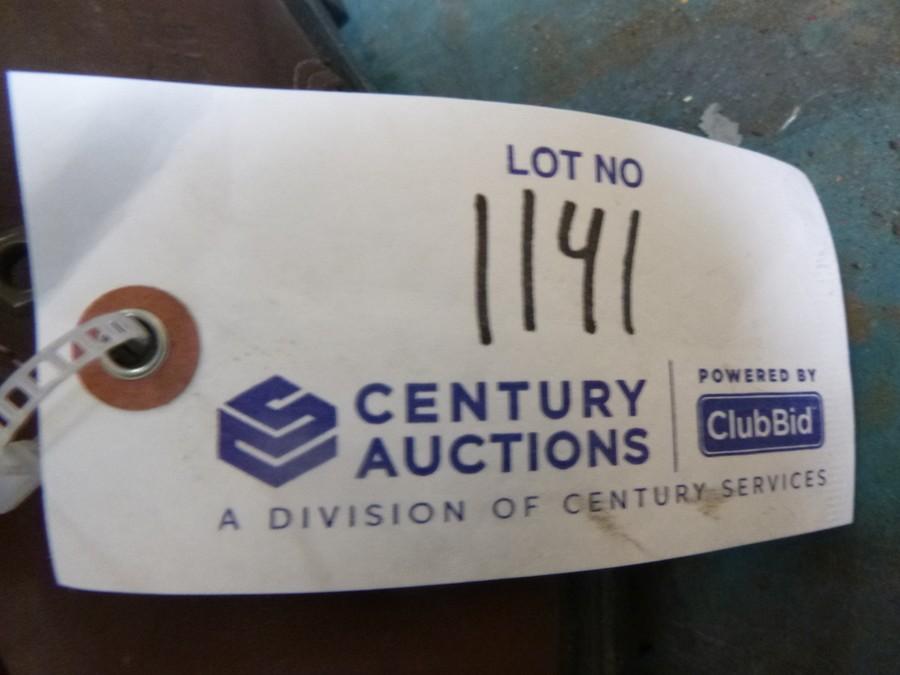 LOT NO
1141
CENTURY
AUCTIONS
POWERED BY
ClubBid
A DIVISION OF CENTURY SERVICES